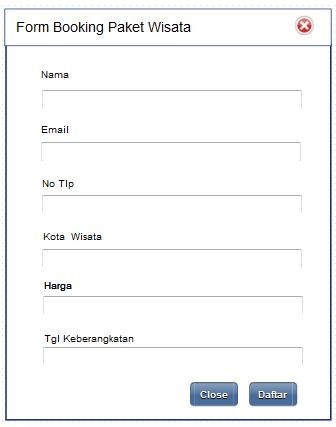 Form Booking Paket Wisata
Nama
Email
No Tlp
Kota Wisata
Harga
Tgl Keberangkatan
Close Daftar